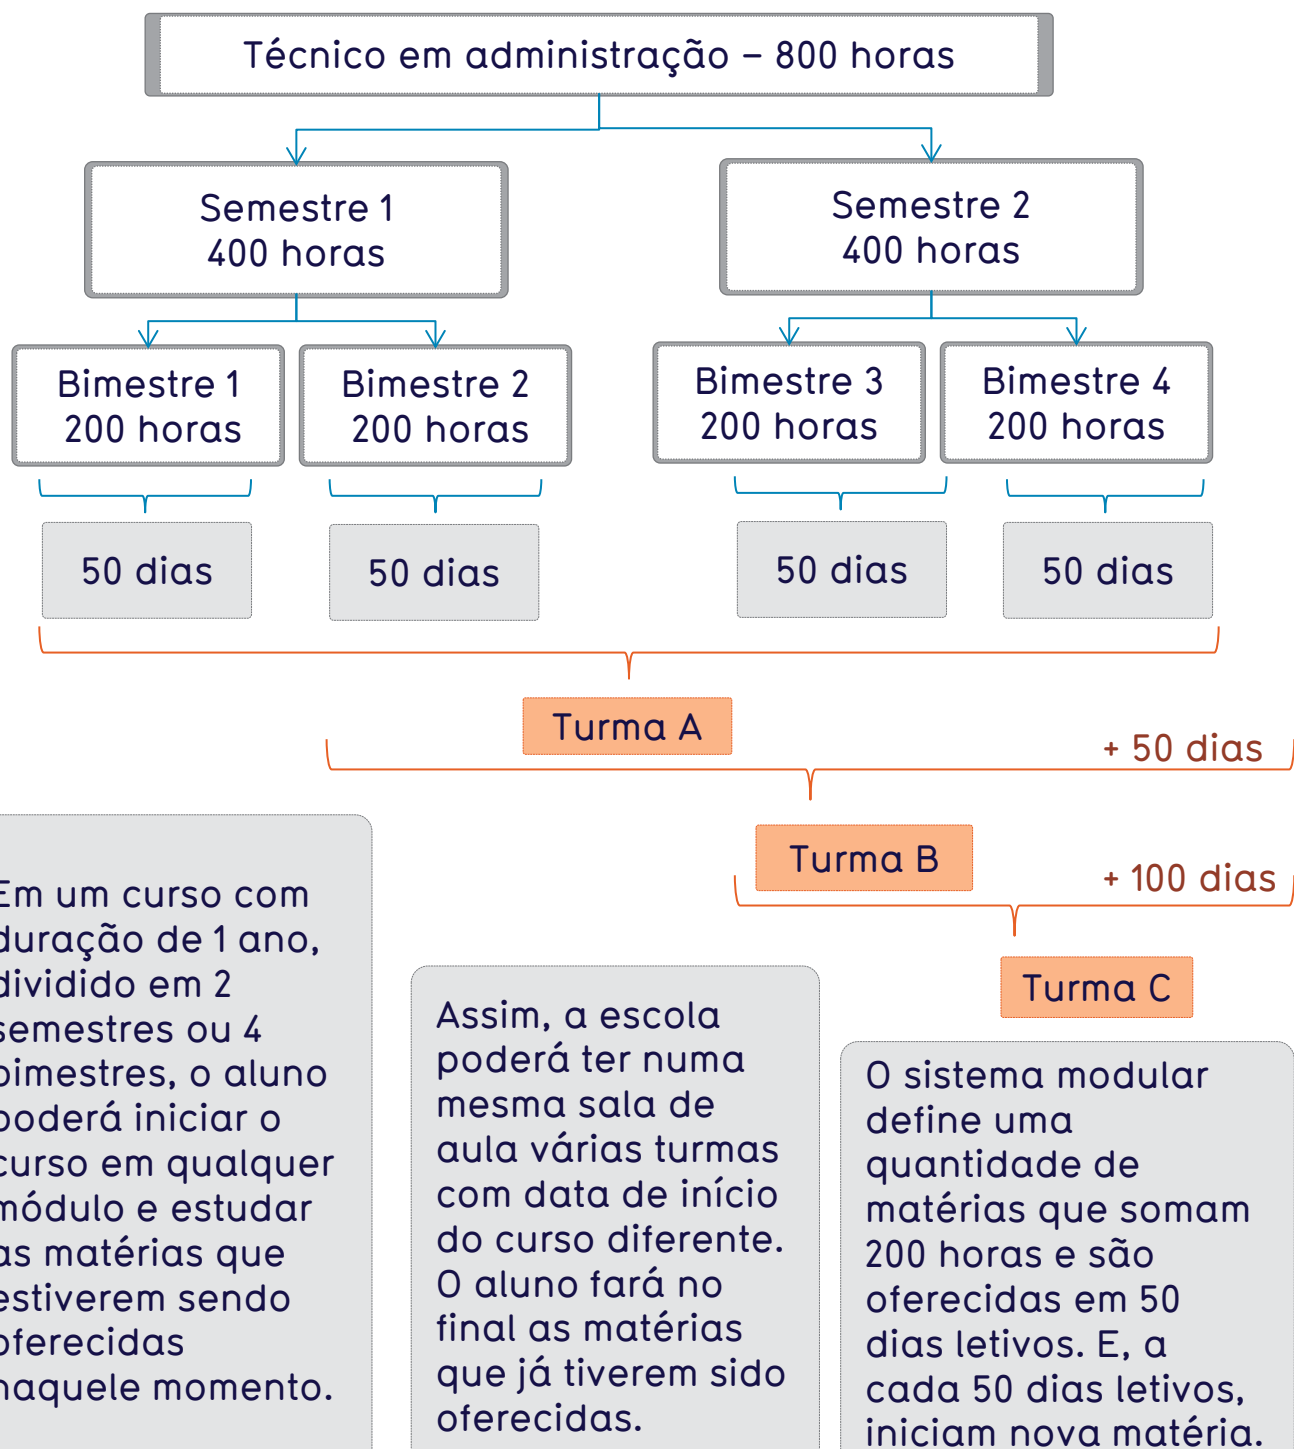 Técnico em administração – 800 horas
Semestre 1
400 horas
Semestre 2
400 horas
Bimestre 1
200 horas
Bimestre 2
200 horas
Bimestre 3
200 horas
Bimestre 4
200 horas
50 dias
50 dias
50 dias
50 dias
Turma A
+ 50 dias
Turma B
+ 100 dias
Turma C
Em um curso com
duração de 1 ano,
dividido em 2
semestres ou 4
bimestres, o aluno
poderá iniciar o
curso em qualquer
módulo e estudar
as matérias que
estiverem sendo
oferecidas
naquele momento.
Assim, a escola
poderá ter numa
mesma sala de
aula várias turmas
com data de início
do curso diferente.
O aluno fará no
final as matérias
que já tiverem sido
oferecidas.
O sistema modular
define uma
quantidade de
matérias que somam
200 horas e são
oferecidas em 50
dias letivos. E, a
cada 50 dias letivos,
iniciam nova matéria.